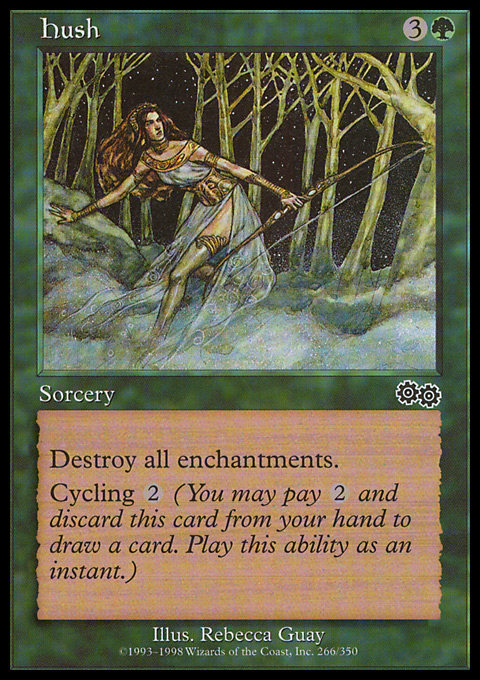 Hush
3
Sorcery
Destroy all enchantments.
Cycling 2 (You may pay 2 and
discard this card from your hand to
draw a card. Play this ability as an
instant.)
Illus. Rebecca Guay
©1993–1998 Wizards of the Coast, Inc. 266/350